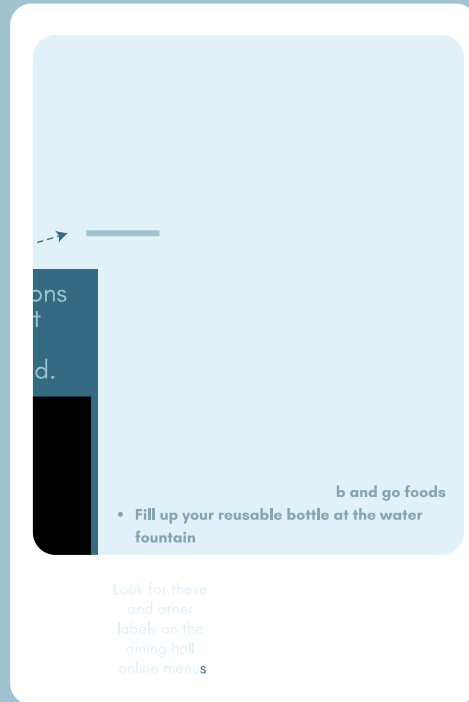 ons
t
d.
b and go foods
• Fill up your reusable bottle at the water
fountain
Look for these
and other
labels on the
dining hall
online menus